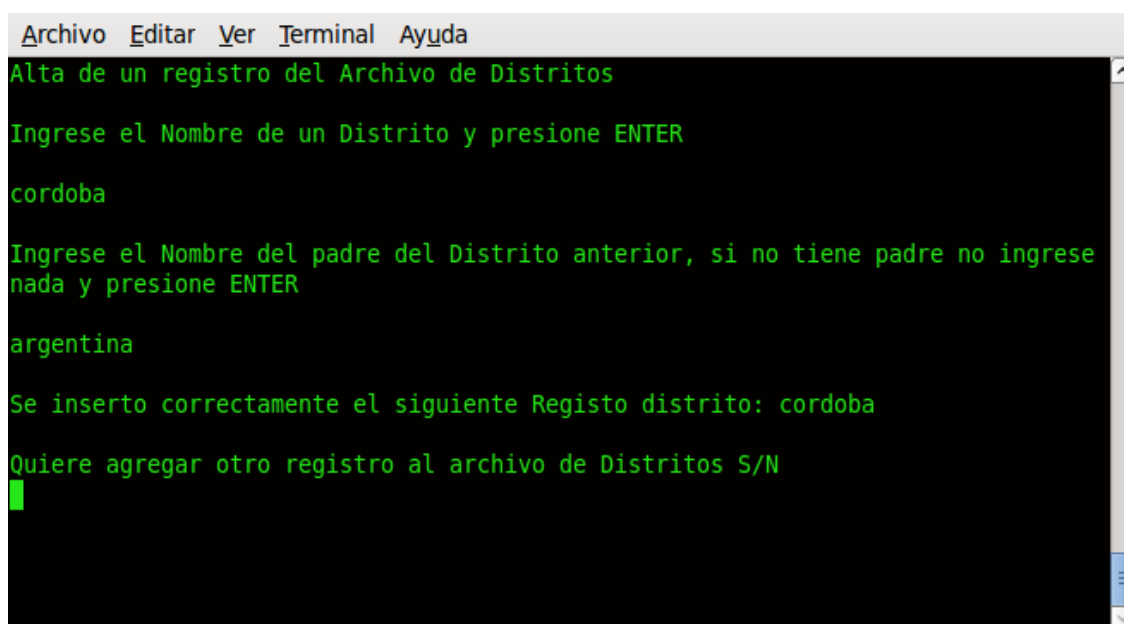 Archivo Editar Ver Terminal Ayuda
Alta de un registro del Archivo de Distritos
Ingrese el Nombre de un Distrito y presione ENTER
cordoba
Ingrese el Nombre del padre del Distrito anterior, si no tiene padre no ingrese
nada y presione ENTER
argentina
Se inserto correctamente el siguiente Registo distrito: cordoba
Quiere agregar otro registro al archivo de Distritos S/N